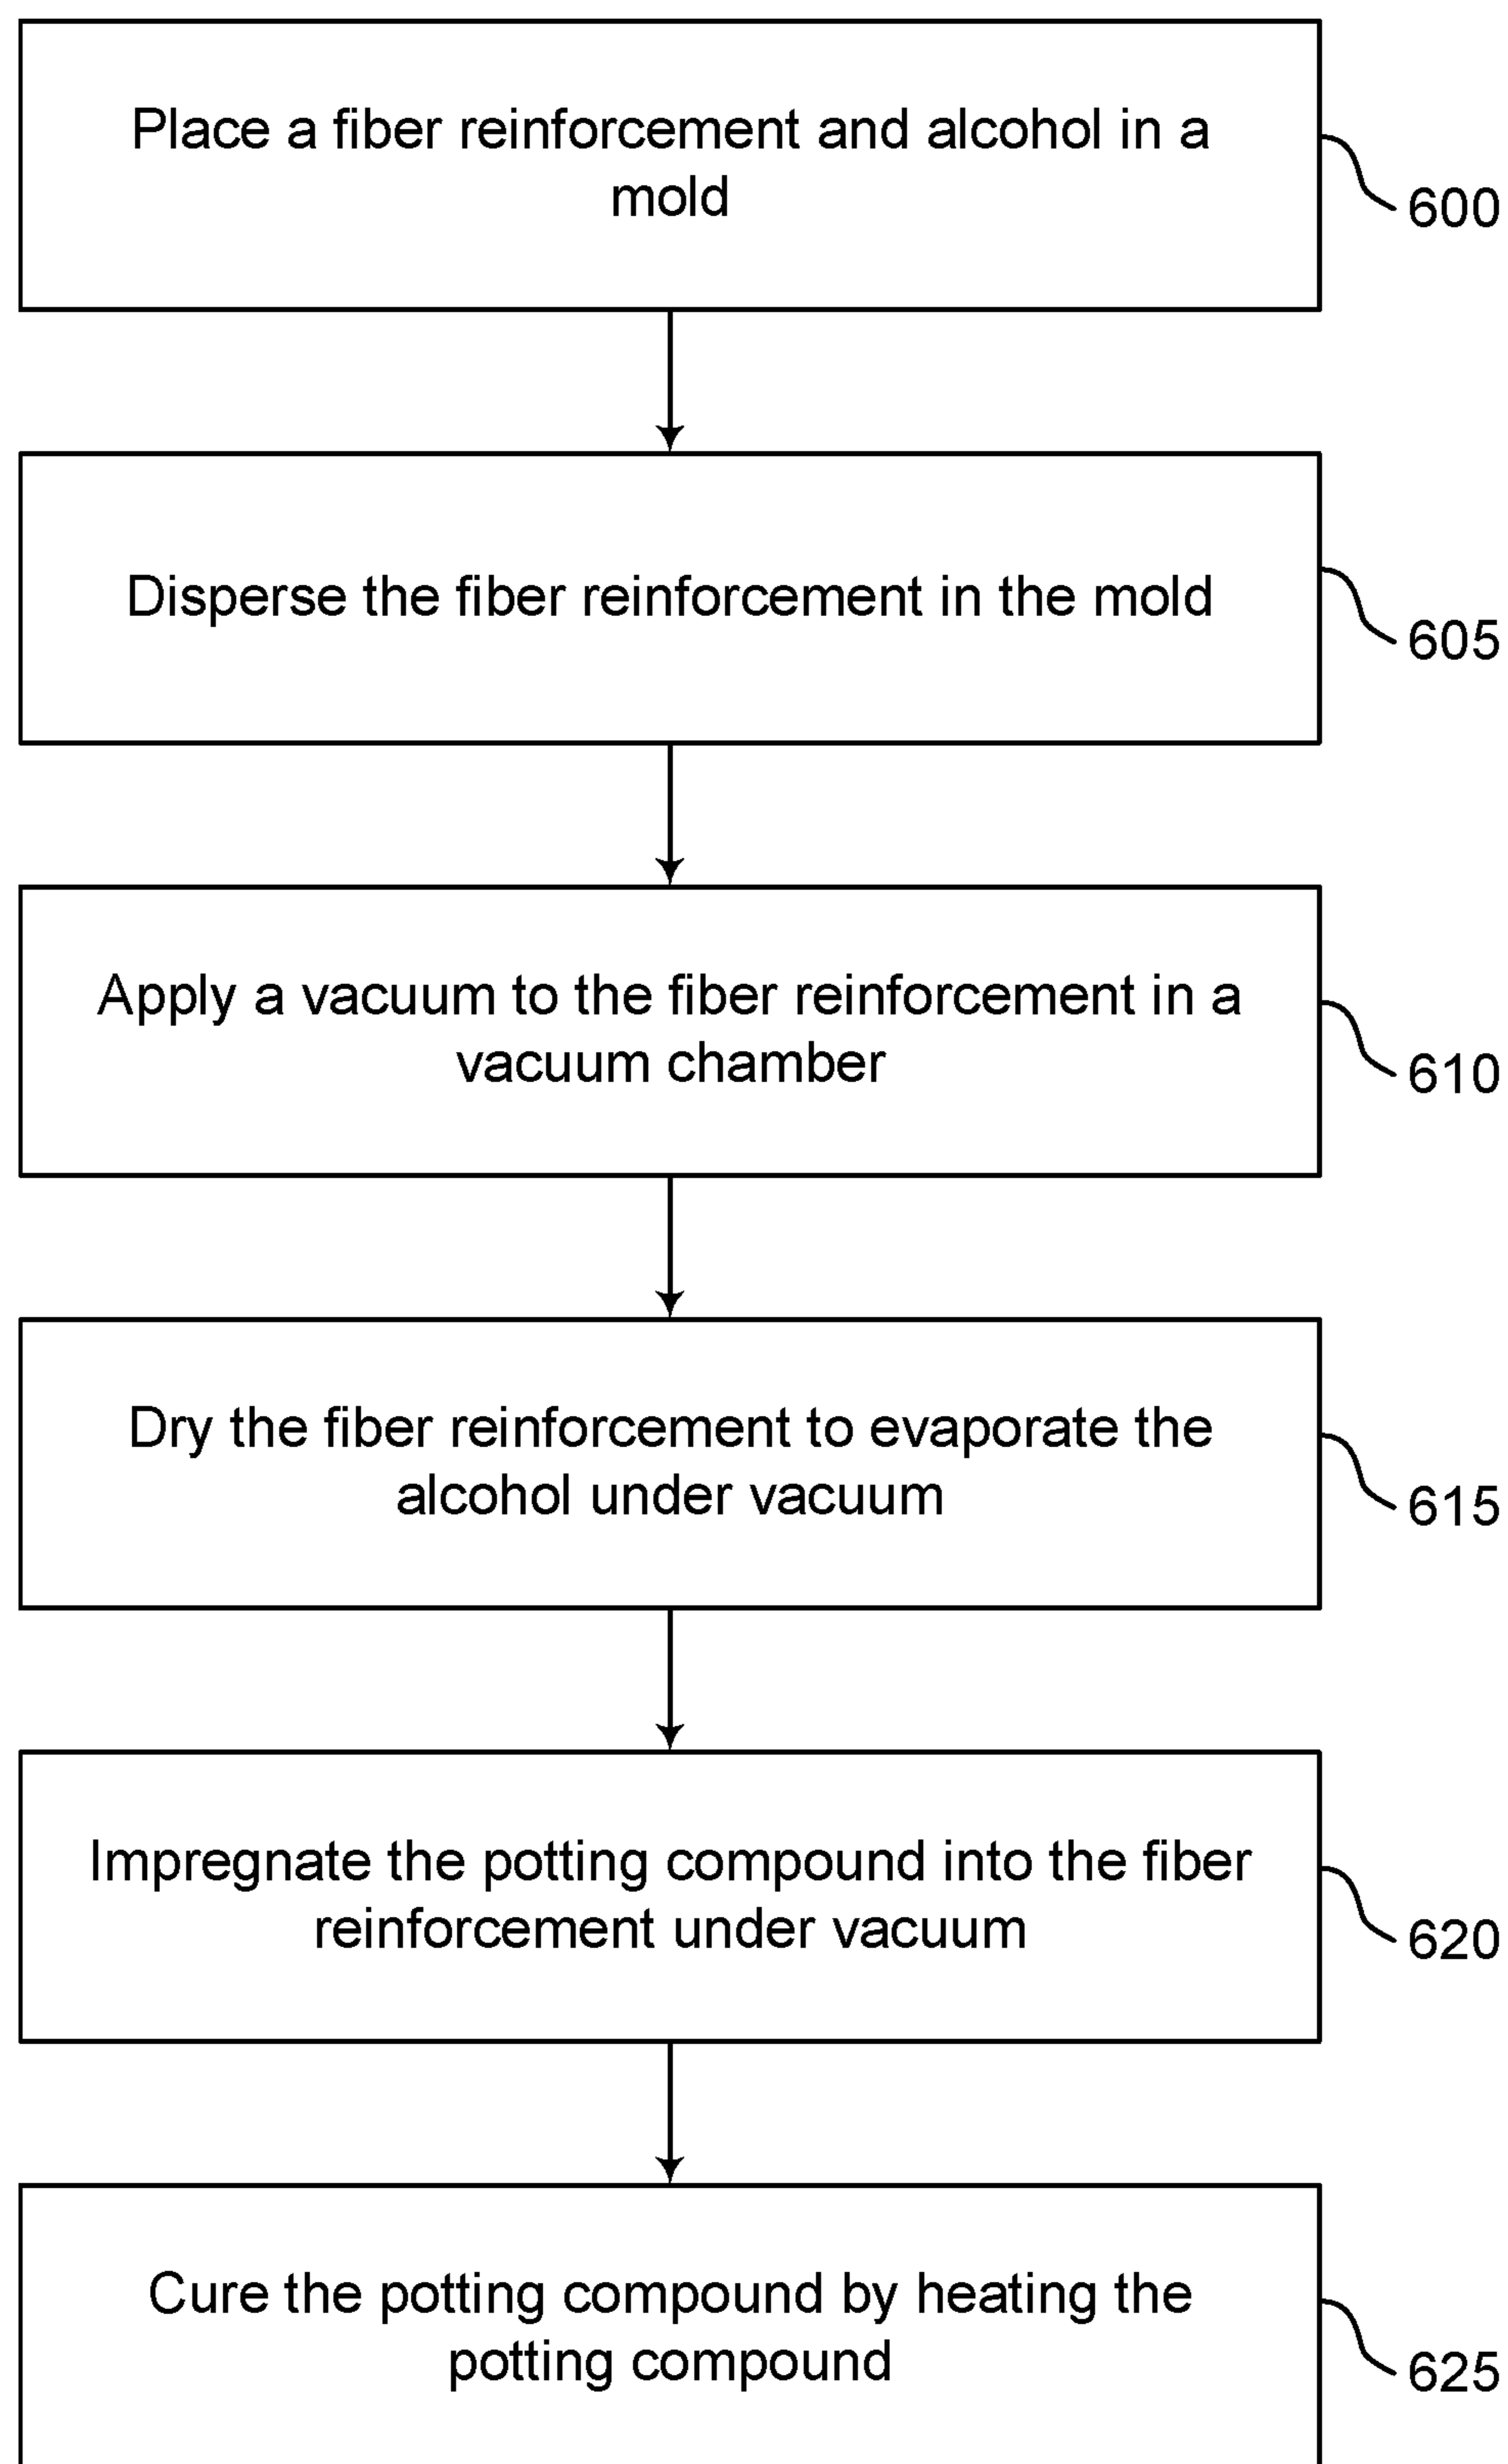 Place a fiber reinforcement and alcohol in a
mold
600
Disperse the fiber reinforcement in the mold
605
Apply a vacuum to the fiber reinforcement in a
vacuum chamber
610
Dry the fiber reinforcement to evaporate the
alcohol under vacuum
615
Impregnate the potting compound into the fiber
reinforcement under vacuum
620
Cure the potting compound by heating the
potting compound
625